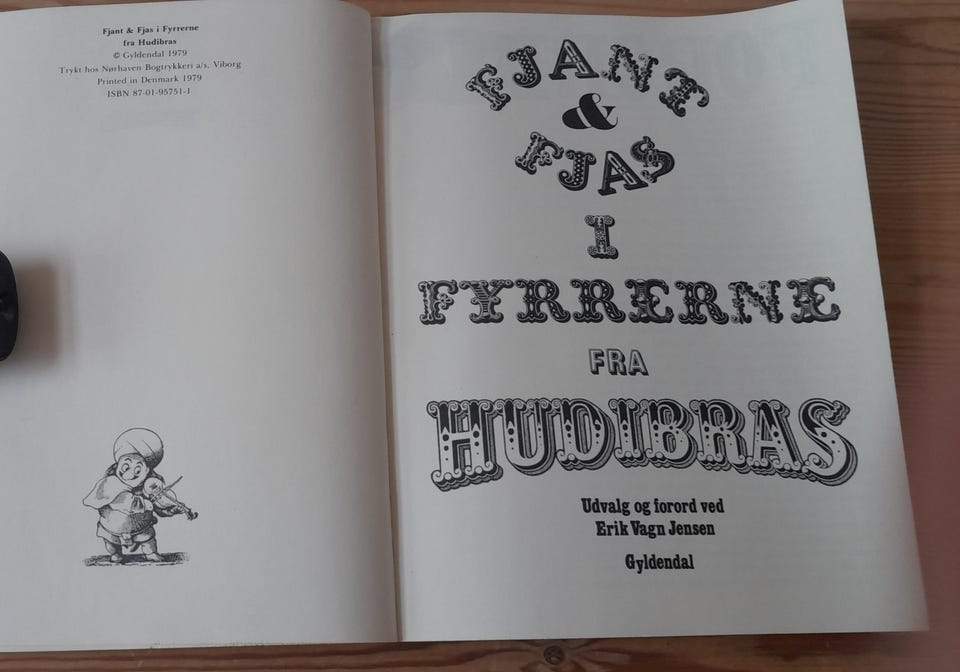 Fjant & Fjas i Fyrrerne
fra Hudibras
© Gyldendal 1979
Trykt hos Nørhaven Bogtrykkeri a/s, Viborg
Printed in Denmark 1979
ISBN 87-01-95751-1
FJANT
&
FJAS
I
FYRRERNE
FRA
HUDIBRAS
Udvalg og forord ved
Erik Vagn Jensen
Gyldendal